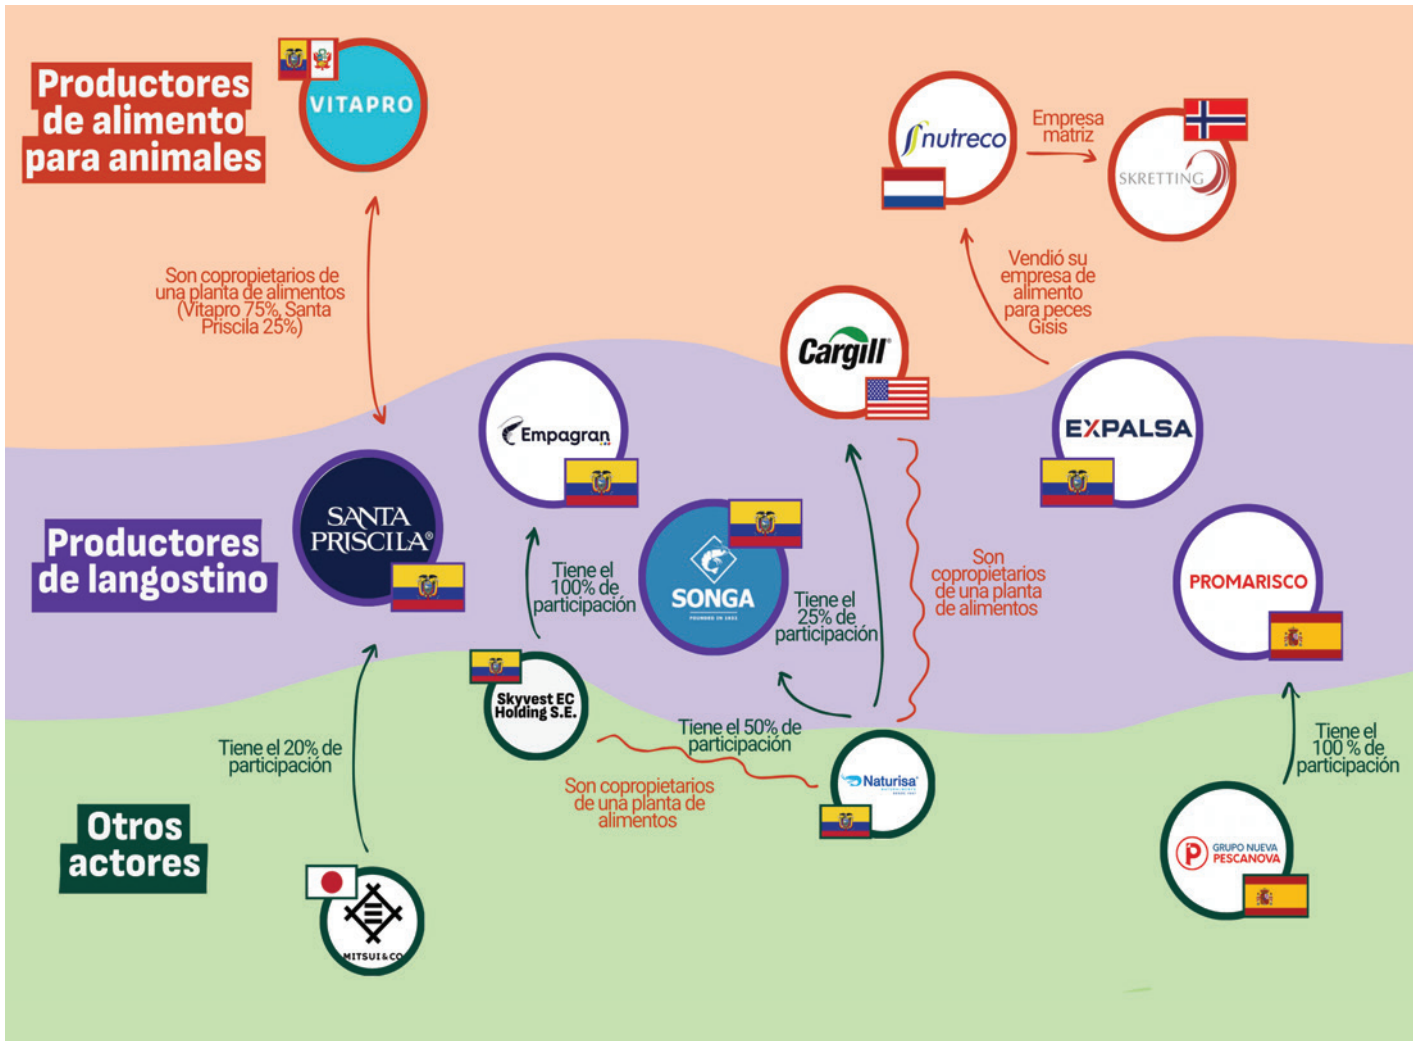 Productores
de alimento
para animales
VITAPRO
nutreco
Empresa
matriz
SKRETTING
Son copropietarios de
una planta de alimentos
(Vitapro 75%, Santa
Priscila 25%)
Vendió su
empresa de
alimento
para peces
Gisis
Cargill
Productores
de langostino
SANTA
PRISCILA®
Empagran
SONGA
FOUNDED IN 1921
EXPALSA
PROMARISCO
Tiene el
100% de
participación
Tiene el
25% de
participación
Son
copropietarios
de una planta
de alimentos
Otros
actores
Skyvest EC
Holding S.E.
Tiene el 20% de
participación
Tiene el 50% de
participación
Son copropietarios
de una planta de
alimentos
Naturisa
Tiene el
100 % de
participación
MITSUI&CO
GRUPO NUEVA
PESCANOVA